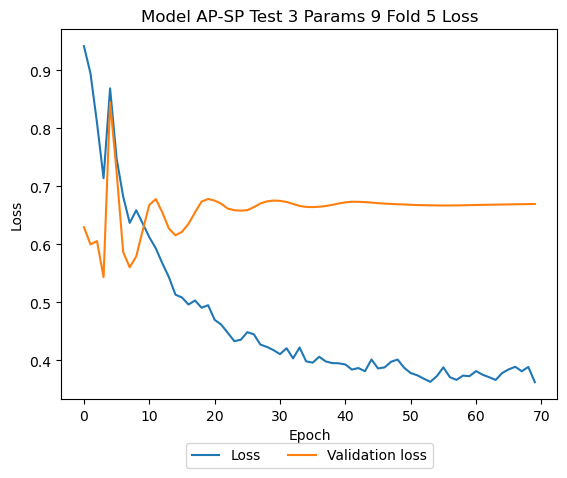 Model AP-SP Test 3 Params 9 Fold 5 Loss
Loss
0.9
0.8
0.7
0.6
0.5
0.4
0 10 20 30 40 50 60 70
Epoch
Loss Validation loss